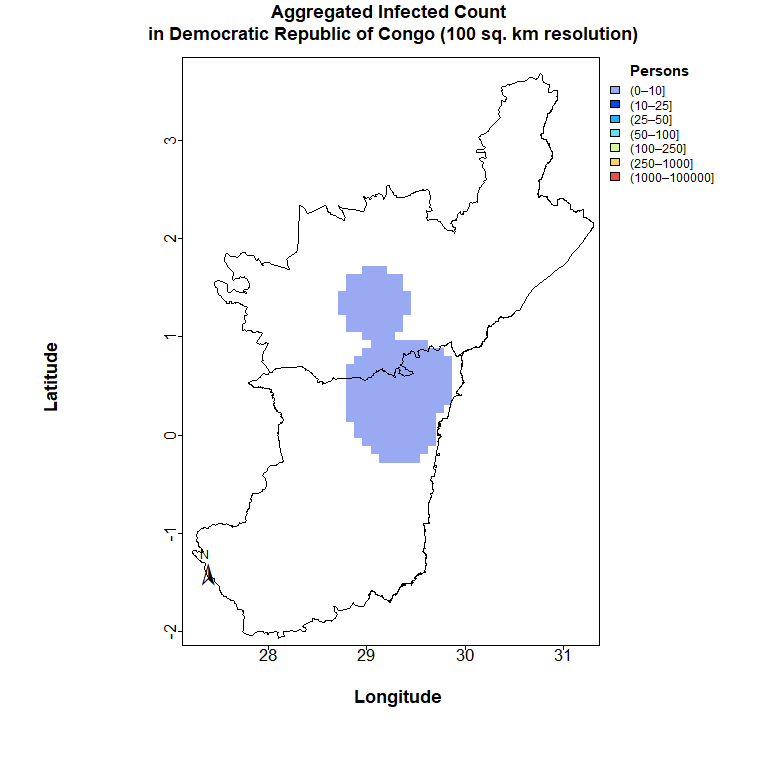 Aggregated Infected Count
in Democratic Republic of Congo (100 sq. km resolution)
Persons
(0–10]
(10–25]
(25–50]
(50–100]
(100–250]
(250–1000]
(1000–100000]
3
2
1
0
-1
-2
Latitude
N
28
29
30
31
Longitude